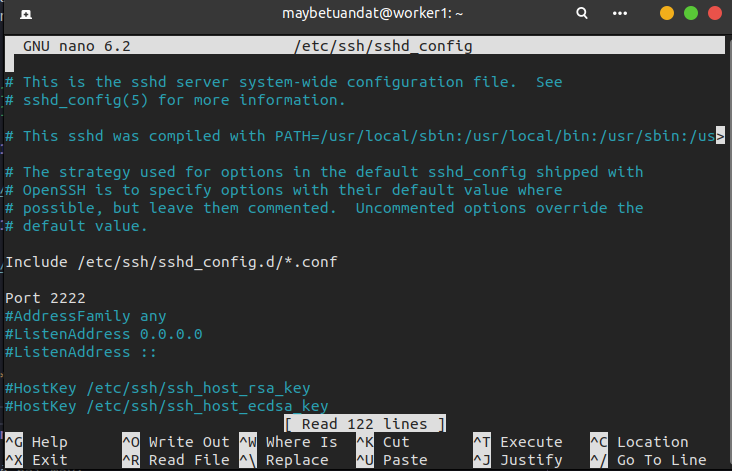 maybetuandat@worker1: ~
GNU nano 6.2 /etc/ssh/sshd_config
# This is the sshd server system-wide configuration file.  See
# sshd_config(5) for more information.
# This sshd was compiled with PATH=/usr/local/sbin:/usr/local/bin:/usr/sbin:/us>
# The strategy used for options in the default sshd_config shipped with
# OpenSSH is to specify options with their default value where
# possible, but leave them commented.  Uncommented options override the
# default value.
Include /etc/ssh/sshd_config.d/*.conf
Port 2222
#AddressFamily any
#ListenAddress 0.0.0.0
#ListenAddress ::
#HostKey /etc/ssh/ssh_host_rsa_key
#HostKey /etc/ssh/ssh_host_ecdsa_key
[ Read 122 lines ]
^G Help ^O Write Out ^W Where Is ^K Cut ^T Execute ^C Location
^X Exit ^R Read File ^\ Replace ^U Paste ^J Justify ^/ Go To Line